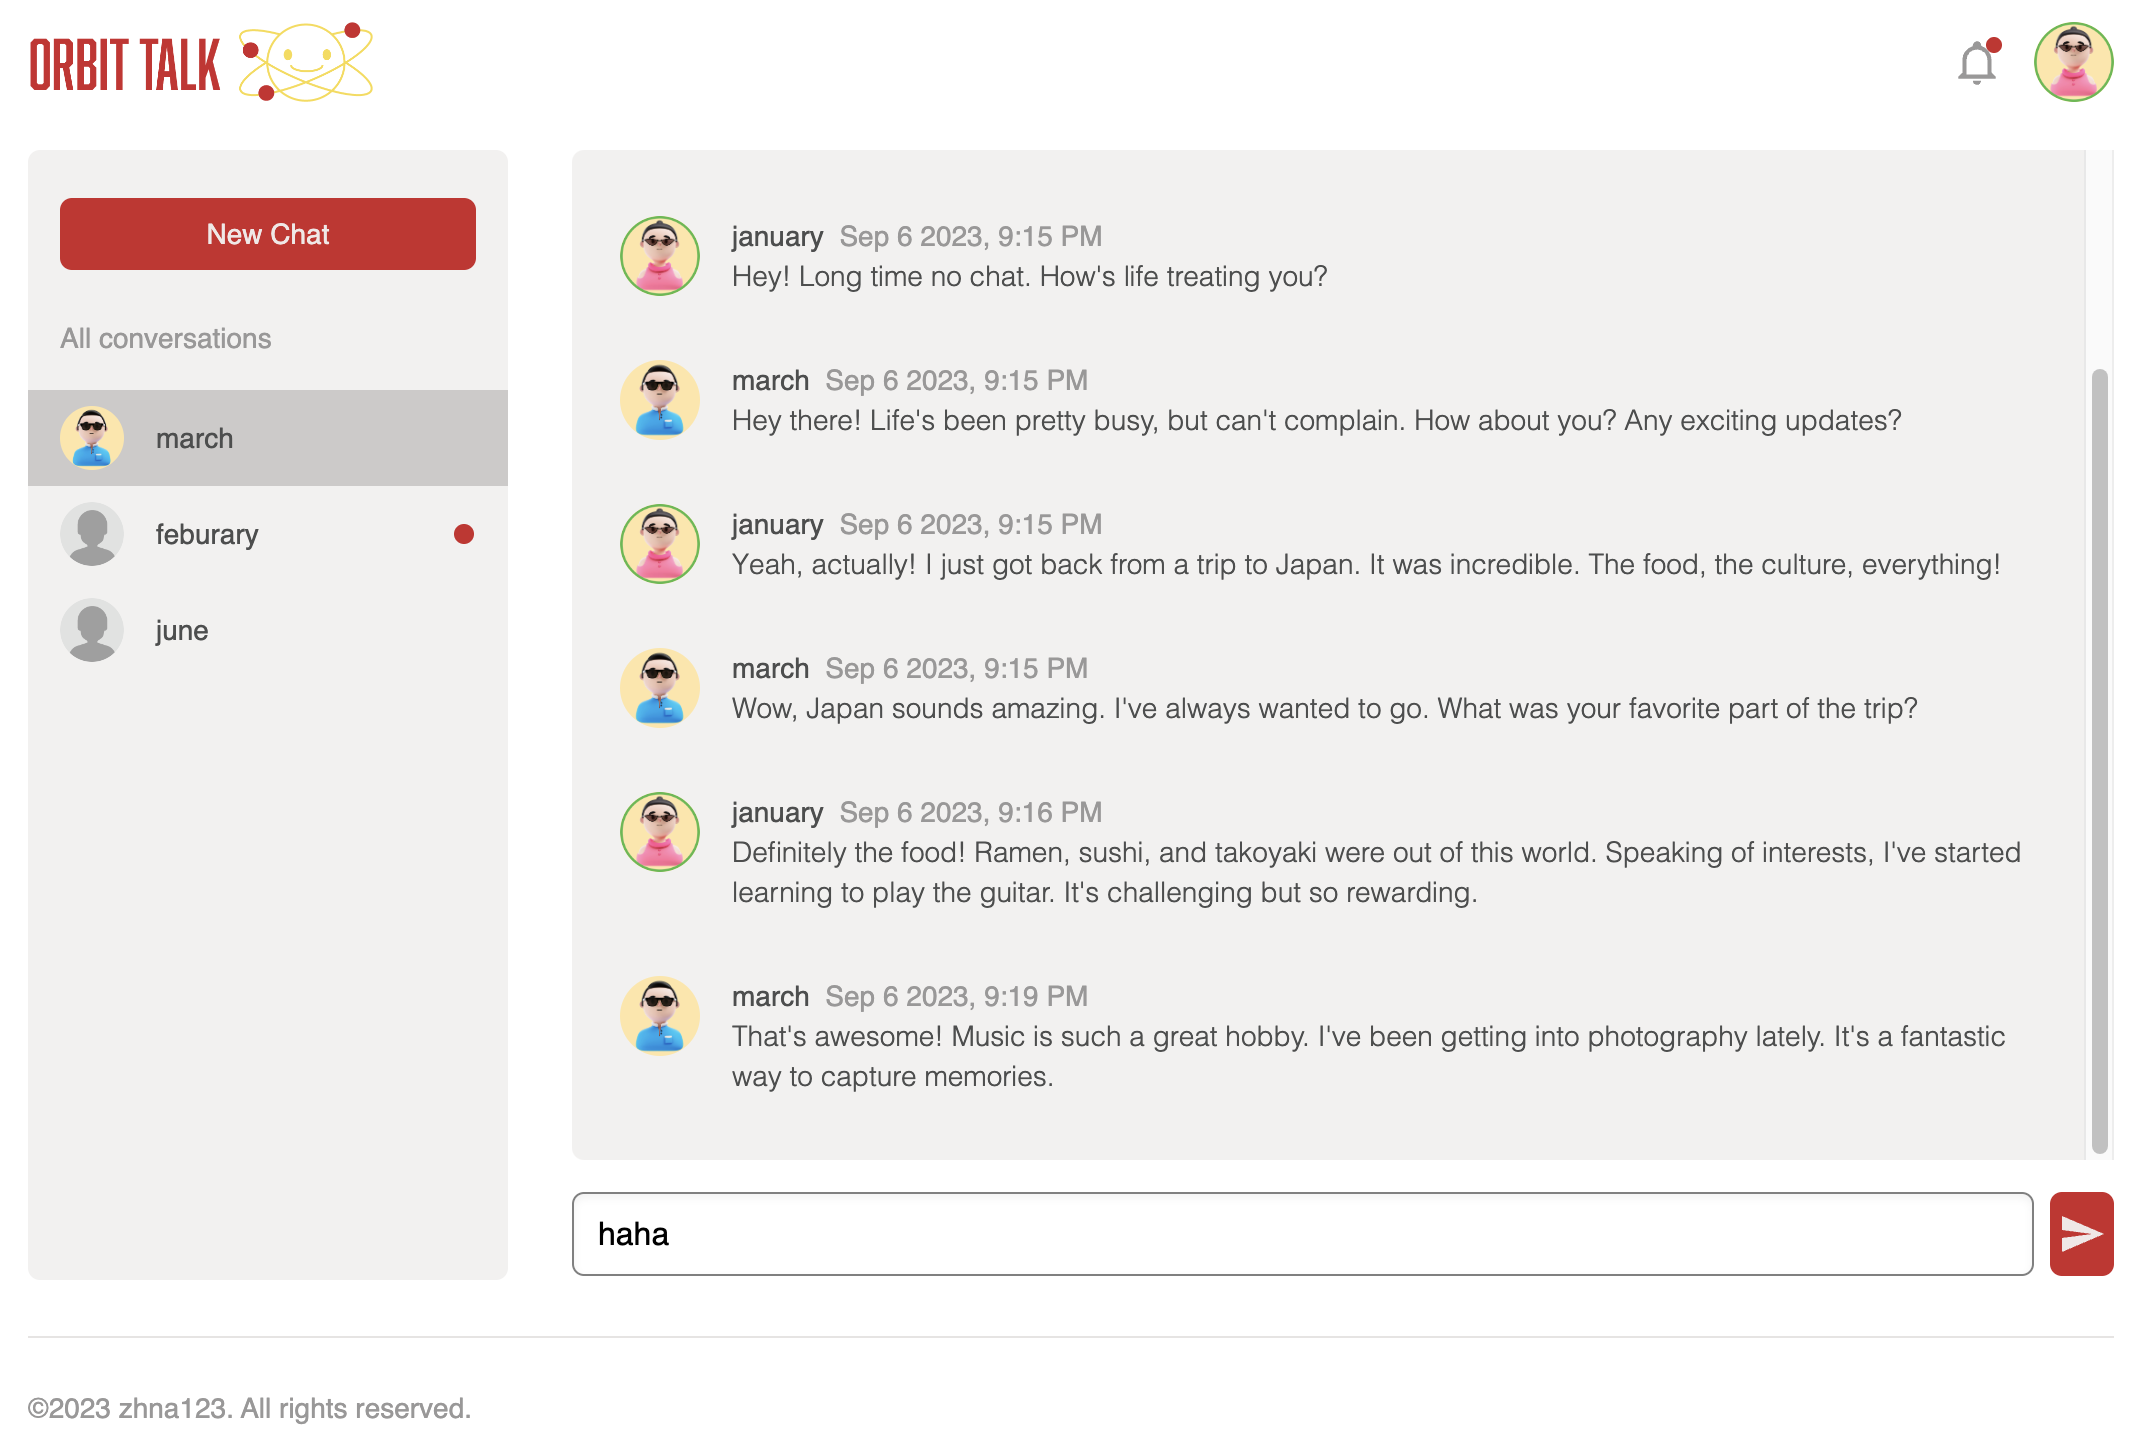 ORBIT TALK
New Chat
All conversations
march
feburary
june
january Sep 6 2023, 9:15 PM
Hey! Long time no chat. How's life treating you?
march Sep 6 2023, 9:15 PM
Hey there! Life's been pretty busy, but can't complain. How about you? Any exciting updates?
january Sep 6 2023, 9:15 PM
Yeah, actually! I just got back from a trip to Japan. It was incredible. The food, the culture, everything!
march Sep 6 2023, 9:15 PM
Wow, Japan sounds amazing. I've always wanted to go. What was your favorite part of the trip?
january Sep 6 2023, 9:16 PM
Definitely the food! Ramen, sushi, and takoyaki were out of this world. Speaking of interests, I've started
learning to play the guitar. It's challenging but so rewarding.
march Sep 6 2023, 9:19 PM
That's awesome! Music is such a great hobby. I've been getting into photography lately. It's a fantastic
way to capture memories.
haha
©2023 zhna123. All rights reserved.